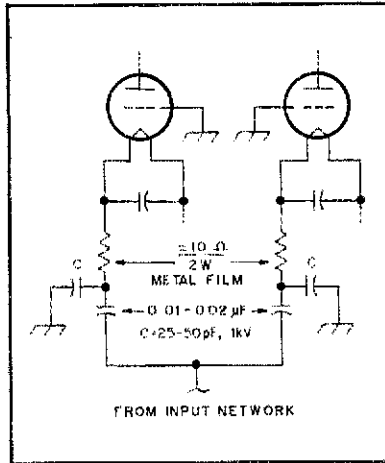 ≈10 Ω
2W
METAL FILM
C
C
0.01-0.02 μF
C=25-50pF, 1kV
FROM INPUT NETWORK